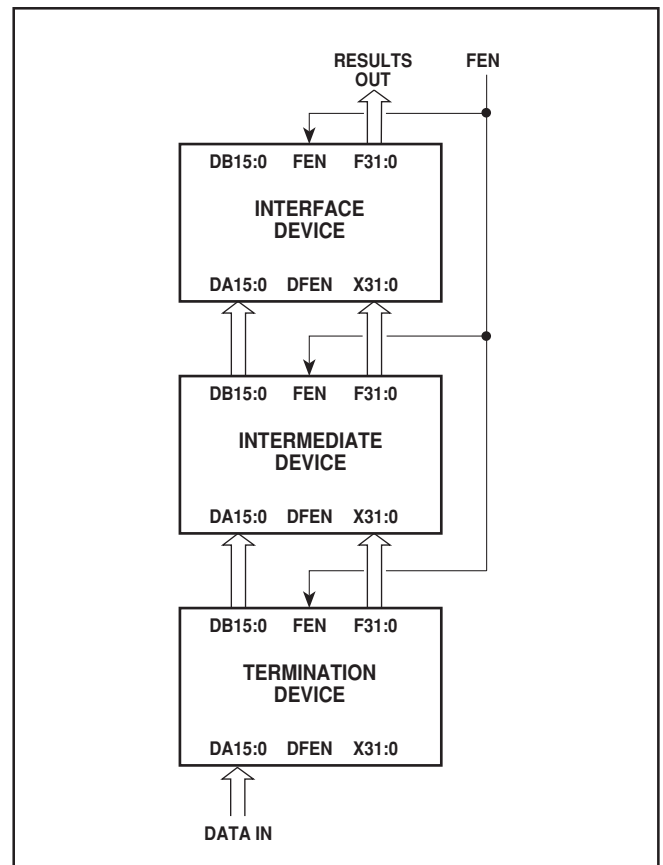 RESULTS
OUT
FEN
DB15:0 FEN F31:0
INTERFACE
DEVICE
DA15:0 DFEN X31:0
DB15:0 FEN F31:0
INTERMEDIATE
DEVICE
DA15:0 DFEN X31:0
DB15:0 FEN F31:0
TERMINATION
DEVICE
DA15:0 DFEN X31:0
DATA IN